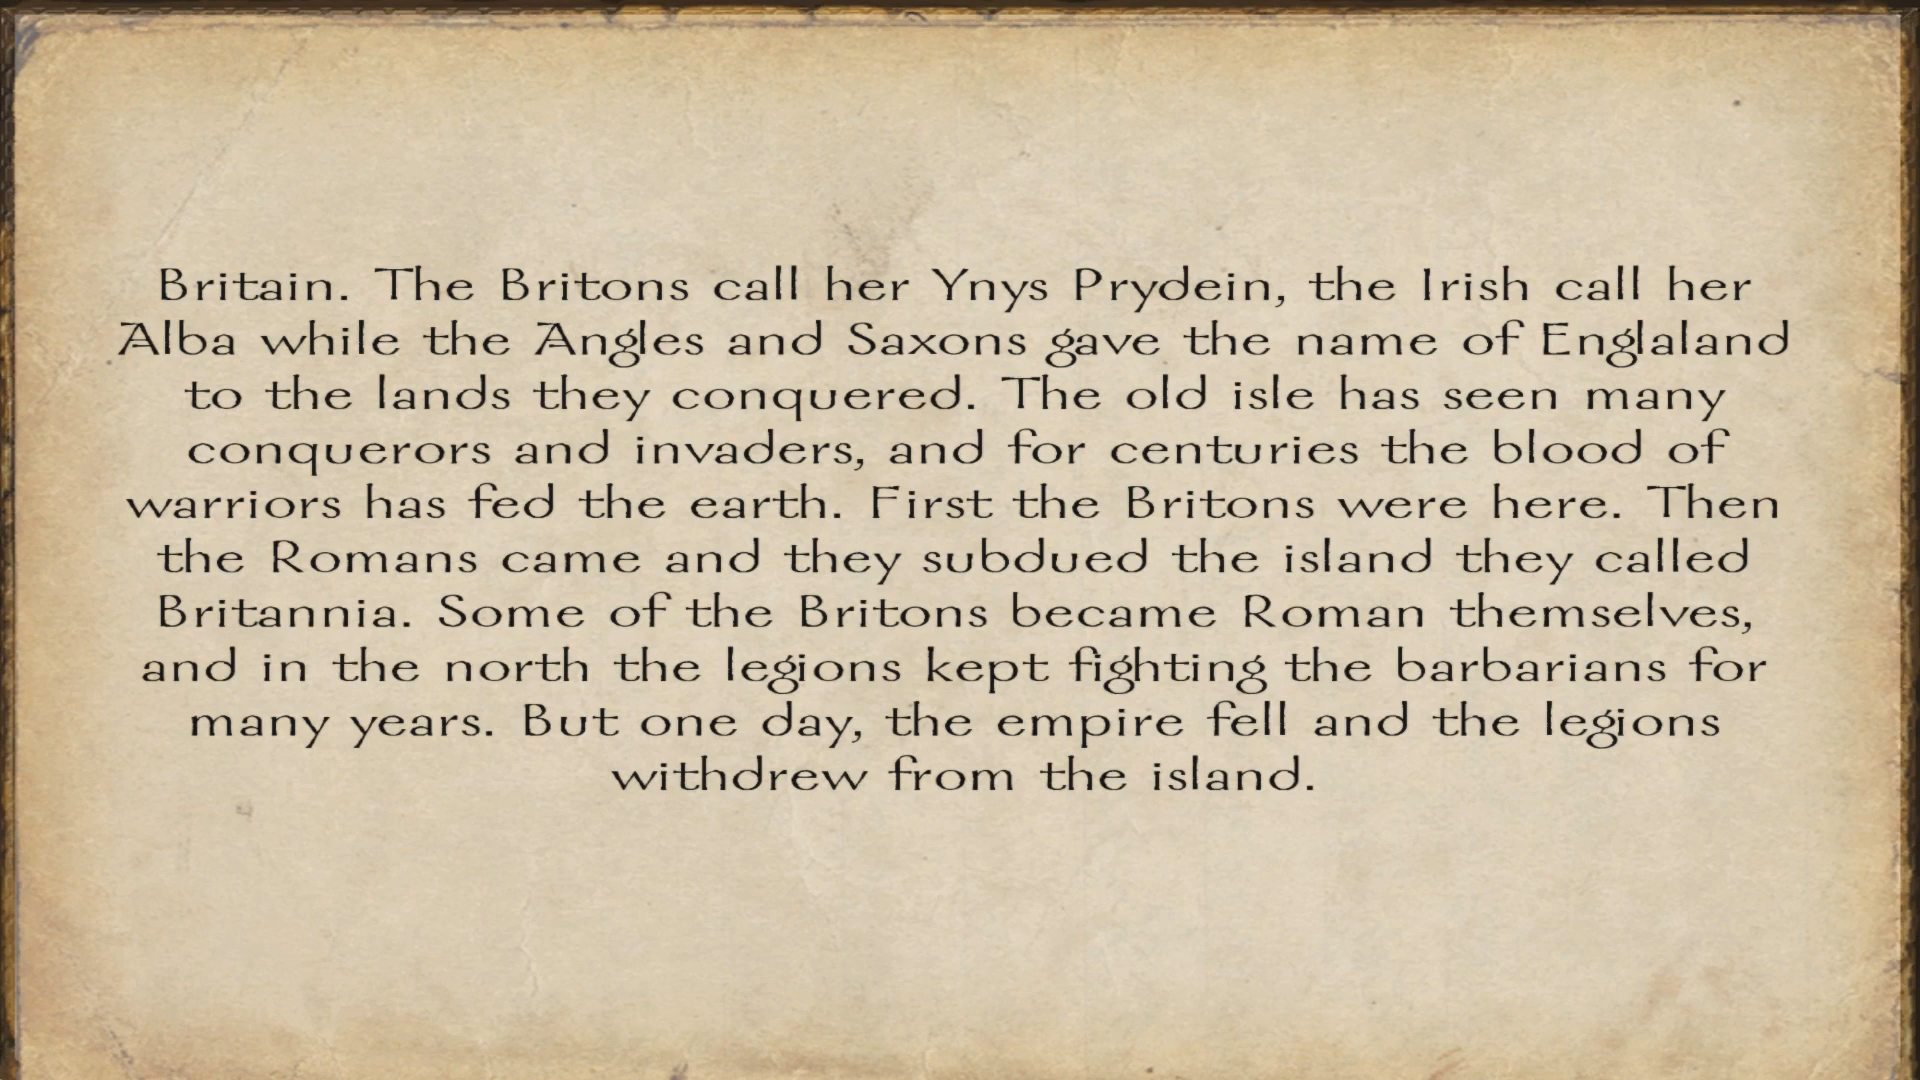 Britain. The Britons call her Ynys Prydein, the Irish call her
Alba while the Angles and Saxons gave the name of Englaland
to the lands they conquered. The old isle has seen many
conquerors and invaders, and for centuries the blood of
warriors has fed the earth. First the Britons were here. Then
the Romans came and they subdued the island they called
Britannia. Some of the Britons became Roman themselves,
and in the north the legions kept fighting the barbarians for
many years. But one day, the empire fell and the legions
withdrew from the island.